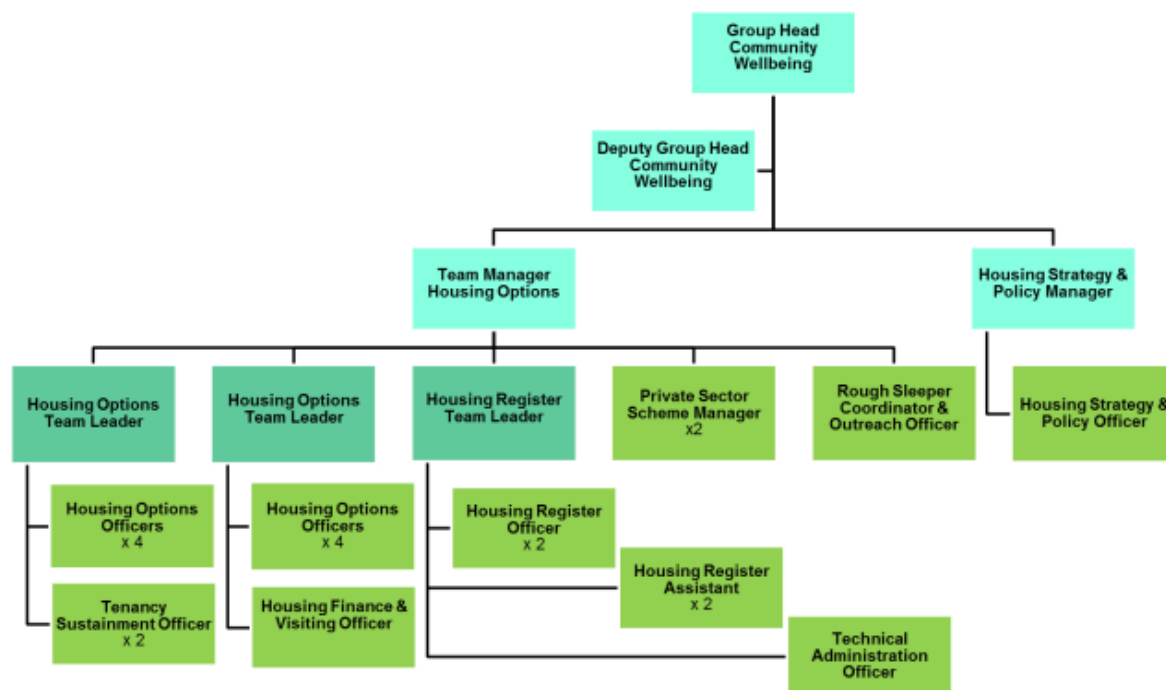 Group Head
Community
Wellbeing
Deputy Group Head
Community
Wellbeing
Team Manager
Housing Options
Housing Strategy &
Policy Manager
Housing Options
Team Leader
Housing Options
Team Leader
Housing Register
Team Leader
Private Sector
Scheme Manager
x2
Rough Sleeper
Coordinator &
Outreach Officer
Housing Strategy &
Policy Officer
Housing Options
Officers
x 4
Housing Options
Officers
x 4
Housing Register
Officer
x 2
Housing Register
Assistant
x 2
Tenancy
Sustainment Officer
x 2
Housing Finance &
Visiting Officer
Technical
Administration
Officer